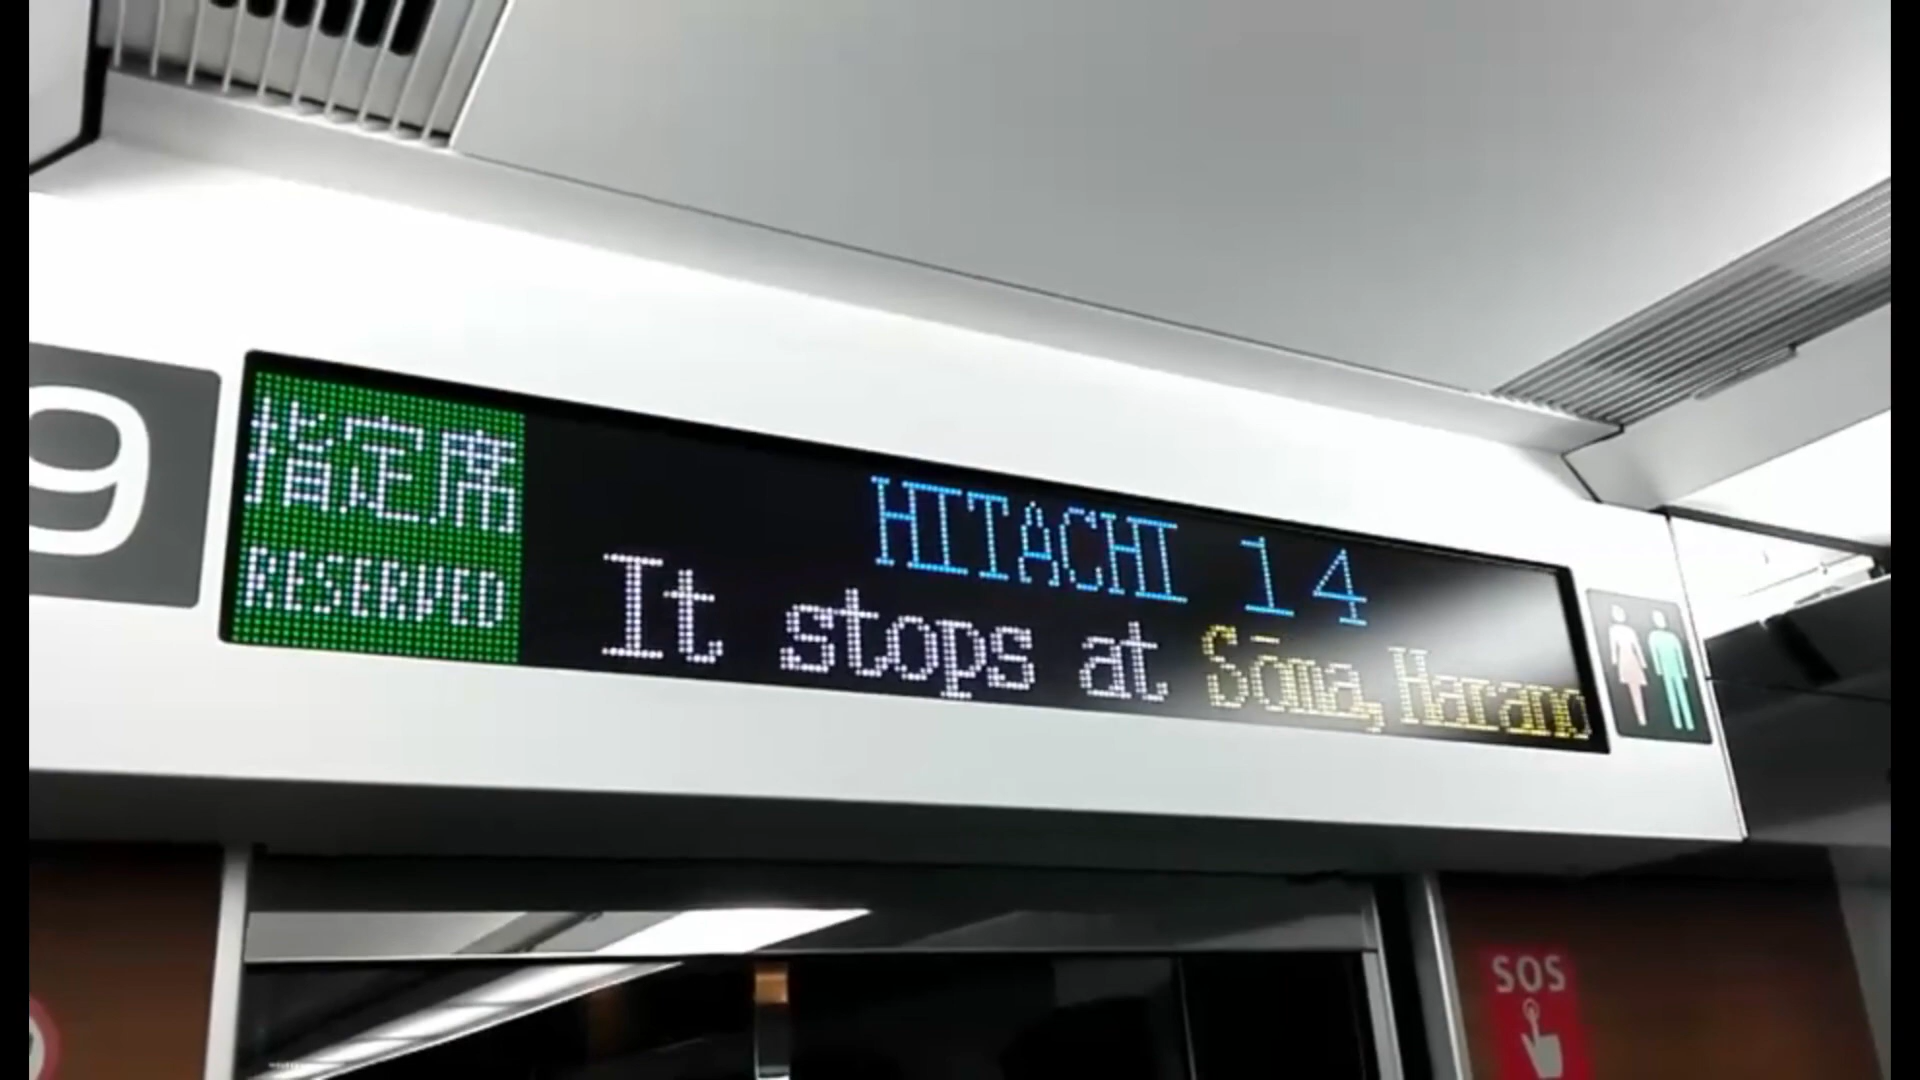 9
指定席
RESERVED
HITACHI 14
It stops at Sōma, Harano
SOS